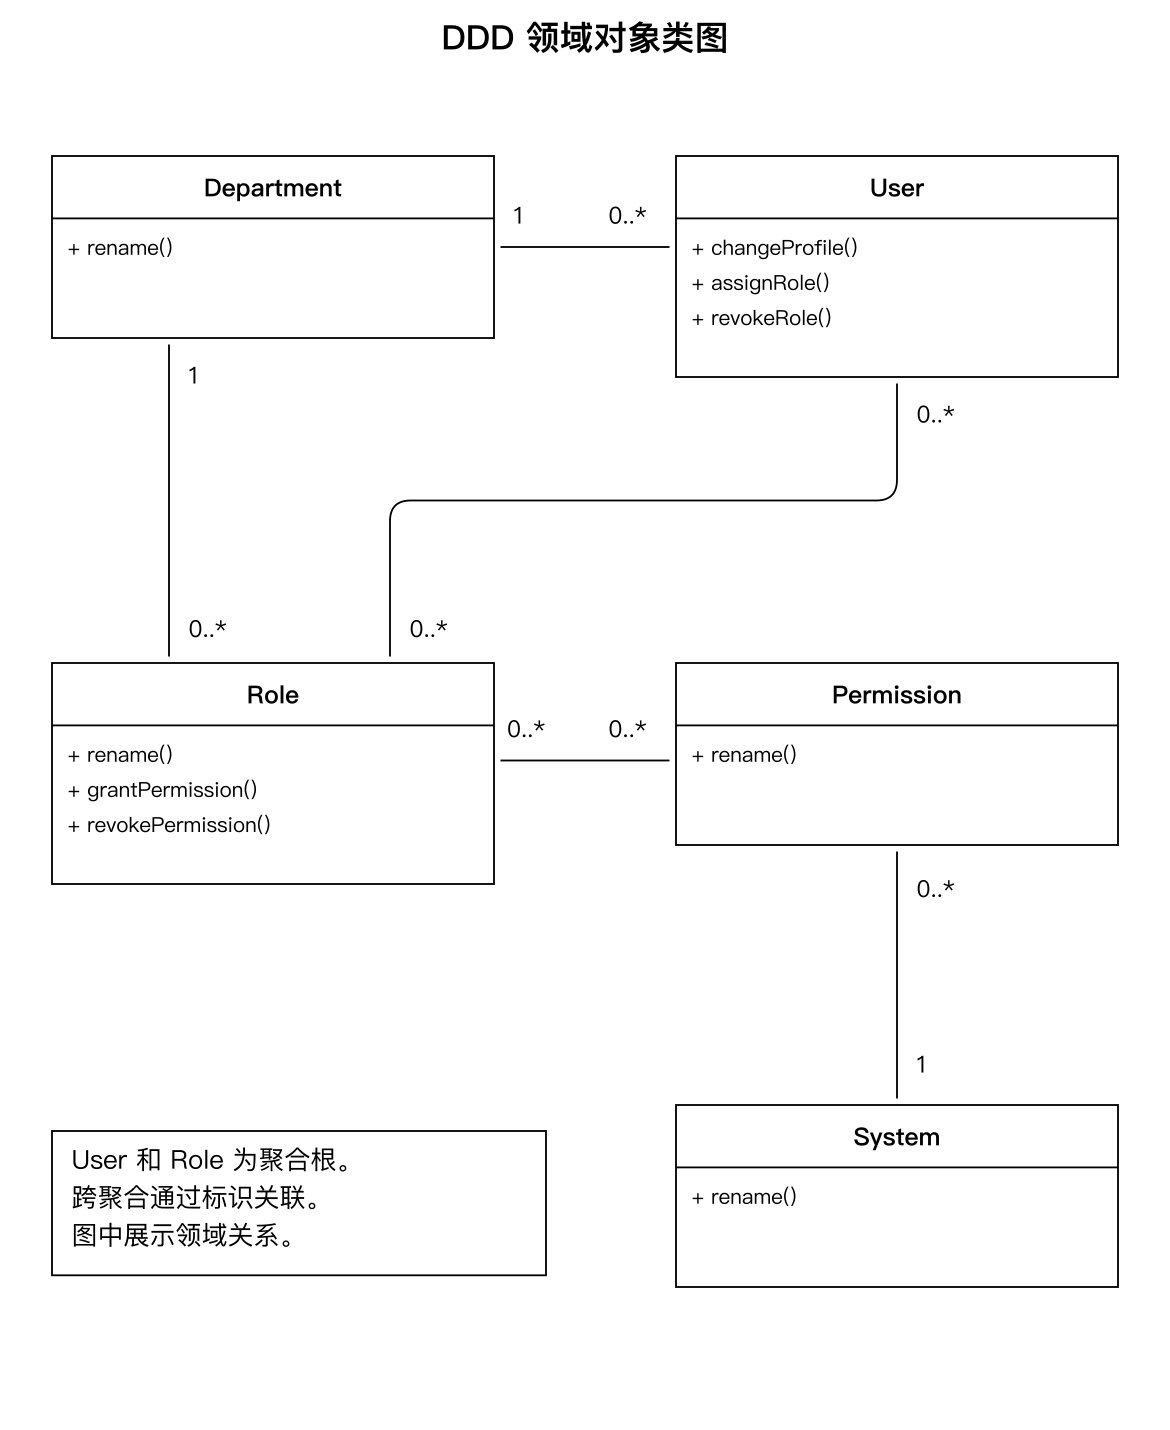 DDD 领域对象类图
Department
+ rename()
1
0..*
User
+ changeProfile()
+ assignRole()
+ revokeRole()
1
0..*
0..*
0..*
Role
+ rename()
+ grantPermission()
+ revokePermission()
0..*
0..*
Permission
+ rename()
0..*
1
System
+ rename()
User 和 Role 为聚合根。
跨聚合通过标识关联。
图中展示领域关系。